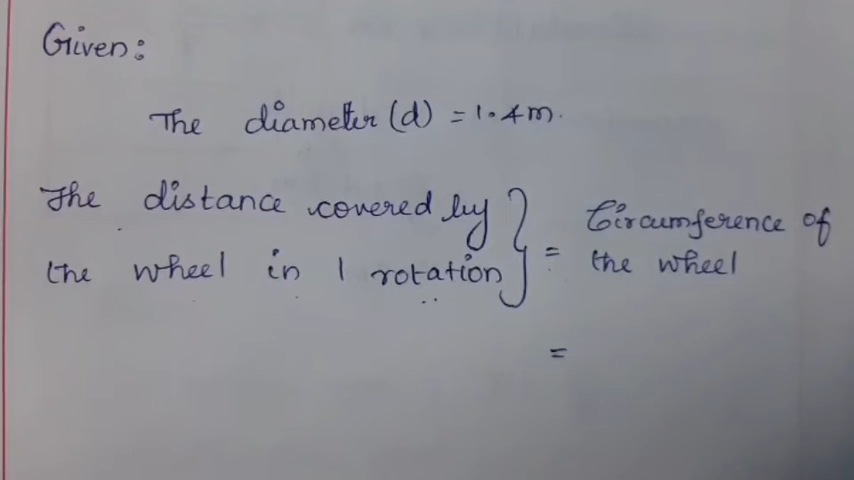 Given:
The diameter (d) = 1.4m.
The distance covered by } = Circumference of
the wheel in 1 rotation } the wheel
=